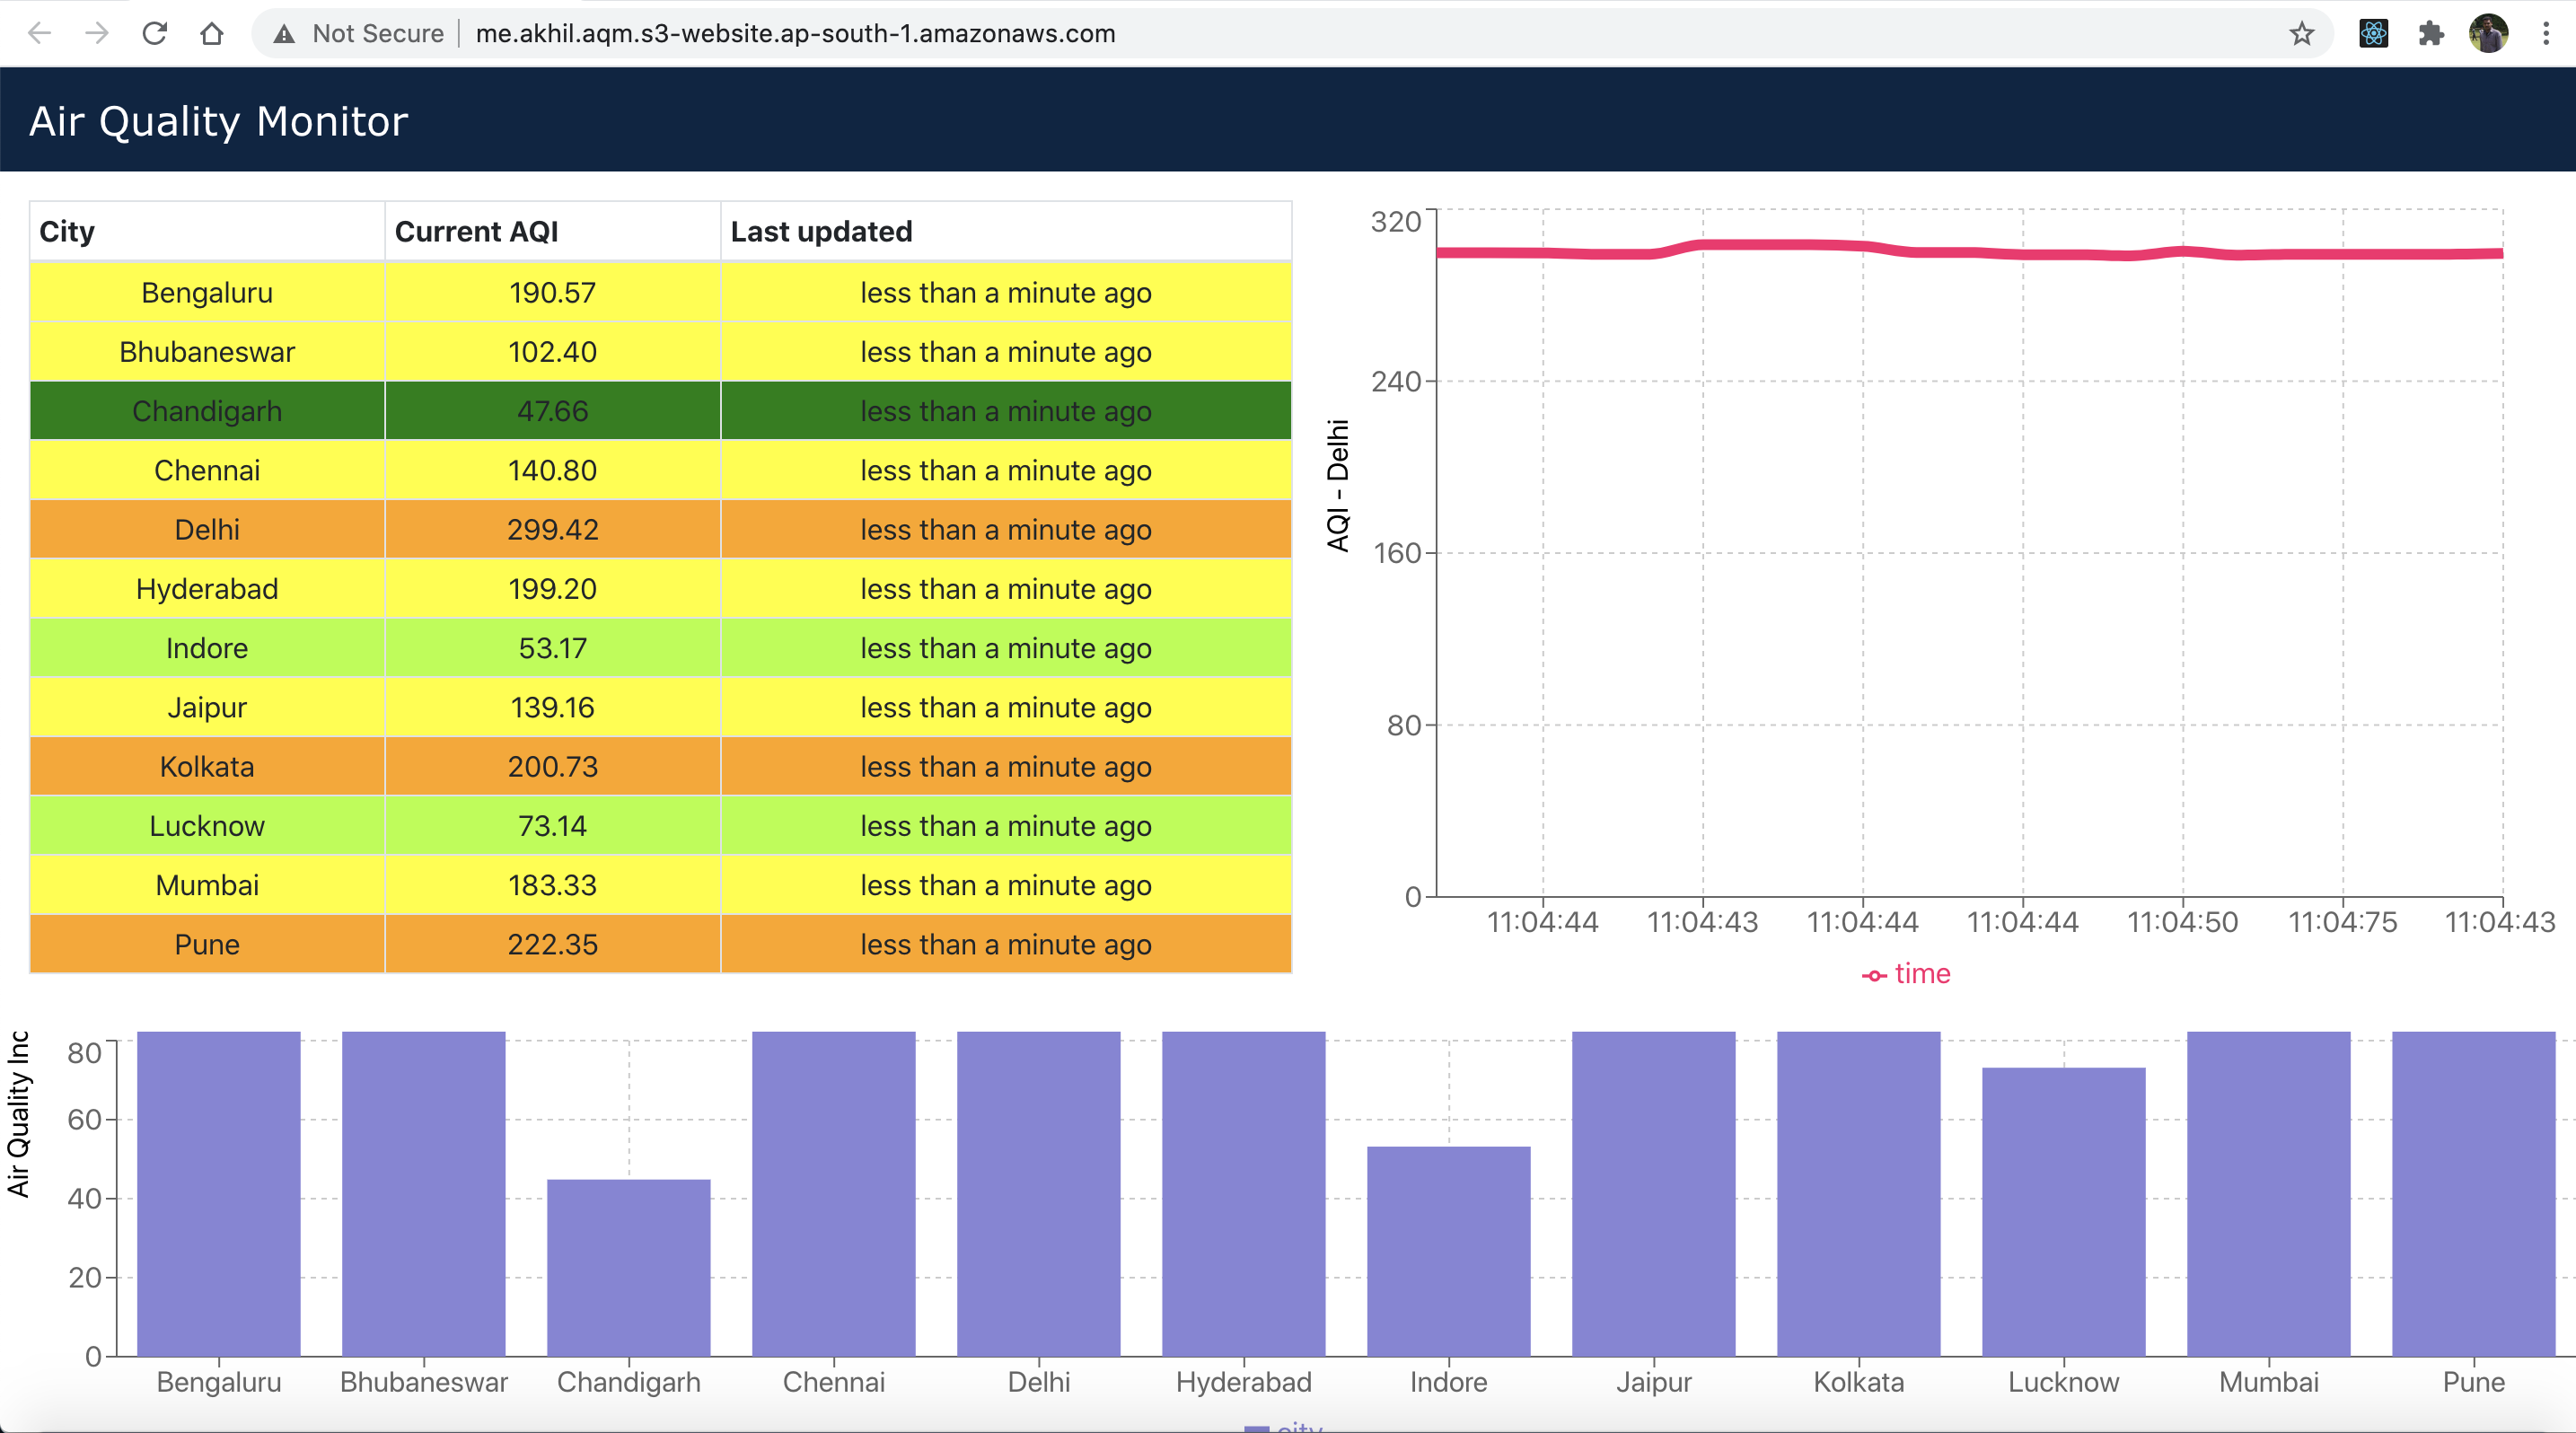 Not Secure me.akhil.aqm.s3-website.ap-south-1.amazonaws.com
Air Quality Monitor
City Current AQI Last updated
Bengaluru 190.57 less than a minute ago
Bhubaneswar 102.40 less than a minute ago
Chandigarh 47.66 less than a minute ago
Chennai 140.80 less than a minute ago
Delhi 299.42 less than a minute ago
Hyderabad 199.20 less than a minute ago
Indore 53.17 less than a minute ago
Jaipur 139.16 less than a minute ago
Kolkata 200.73 less than a minute ago
Lucknow 73.14 less than a minute ago
Mumbai 183.33 less than a minute ago
Pune 222.35 less than a minute ago
AQI - Delhi
320
240
160
80
0
11:04:44 11:04:43 11:04:44 11:04:44 11:04:50 11:04:75 11:04:43
time
Air Quality Inc
80
60
40
20
0
Bengaluru Bhubaneswar Chandigarh Chennai Delhi Hyderabad Indore Jaipur Kolkata Lucknow Mumbai Pune
city